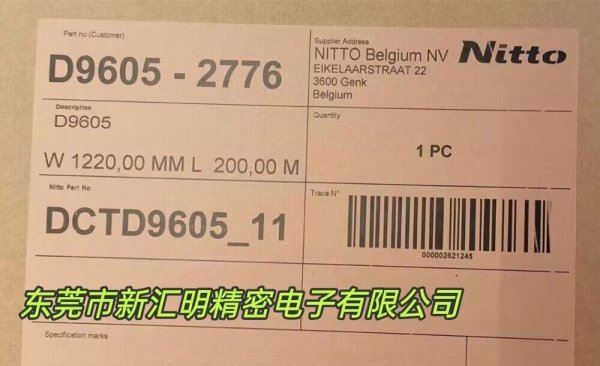 Part no (Customer)
D9605 - 2776
Supplier Address
NITTO Belgium NV
EIKELAARSTRAAT 22
3600 Genk
Belgium
Nitto
Description
D9605
W 1220,00 MM L 200,00 M
Quantity
1 PC
Nitto Part No
DCTD9605_11
Trace N°
000002621245
东莞市新汇明精密电子有限公司
Specification marks